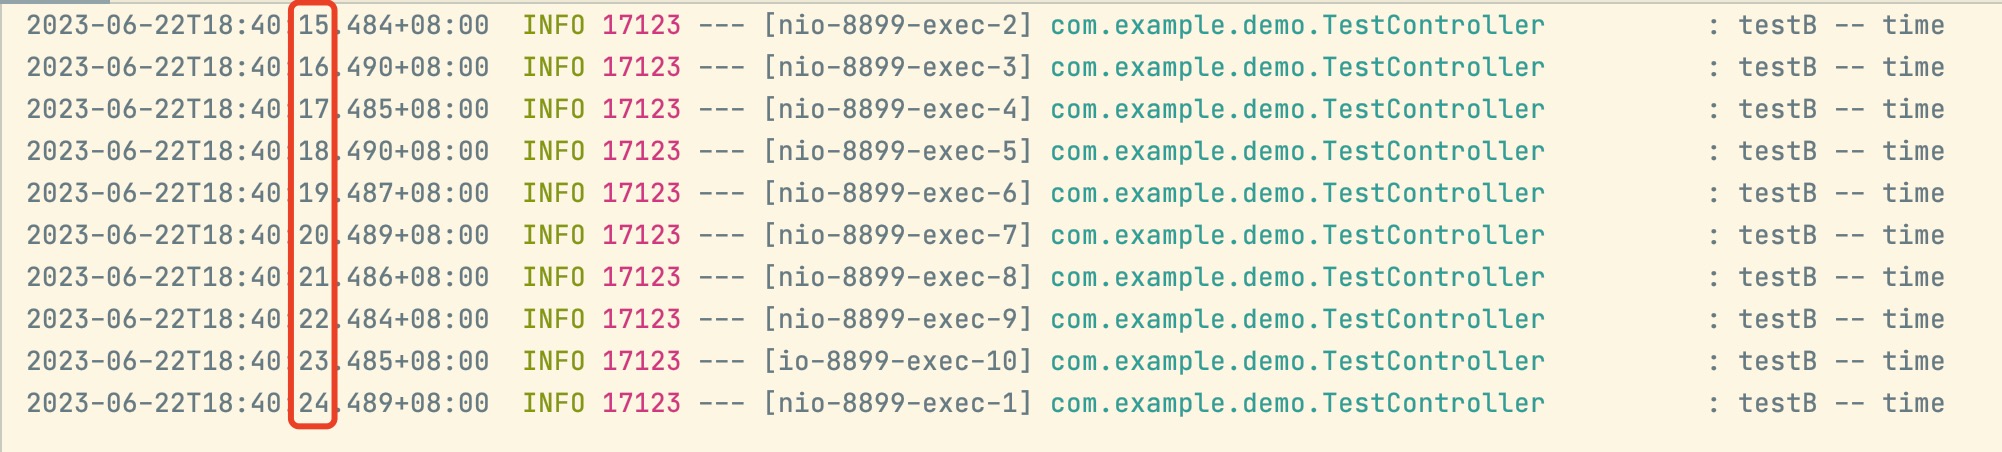 2023-06-22T18:40:15.484+08:00  INFO 17123 --- [nio-8899-exec-2] com.example.demo.TestController          : testB -- time
2023-06-22T18:40:16.490+08:00  INFO 17123 --- [nio-8899-exec-3] com.example.demo.TestController          : testB -- time
2023-06-22T18:40:17.485+08:00  INFO 17123 --- [nio-8899-exec-4] com.example.demo.TestController          : testB -- time
2023-06-22T18:40:18.490+08:00  INFO 17123 --- [nio-8899-exec-5] com.example.demo.TestController          : testB -- time
2023-06-22T18:40:19.487+08:00  INFO 17123 --- [nio-8899-exec-6] com.example.demo.TestController          : testB -- time
2023-06-22T18:40:20.489+08:00  INFO 17123 --- [nio-8899-exec-7] com.example.demo.TestController          : testB -- time
2023-06-22T18:40:21.486+08:00  INFO 17123 --- [nio-8899-exec-8] com.example.demo.TestController          : testB -- time
2023-06-22T18:40:22.484+08:00  INFO 17123 --- [nio-8899-exec-9] com.example.demo.TestController          : testB -- time
2023-06-22T18:40:23.485+08:00  INFO 17123 --- [io-8899-exec-10] com.example.demo.TestController          : testB -- time
2023-06-22T18:40:24.489+08:00  INFO 17123 --- [nio-8899-exec-1] com.example.demo.TestController          : testB -- time